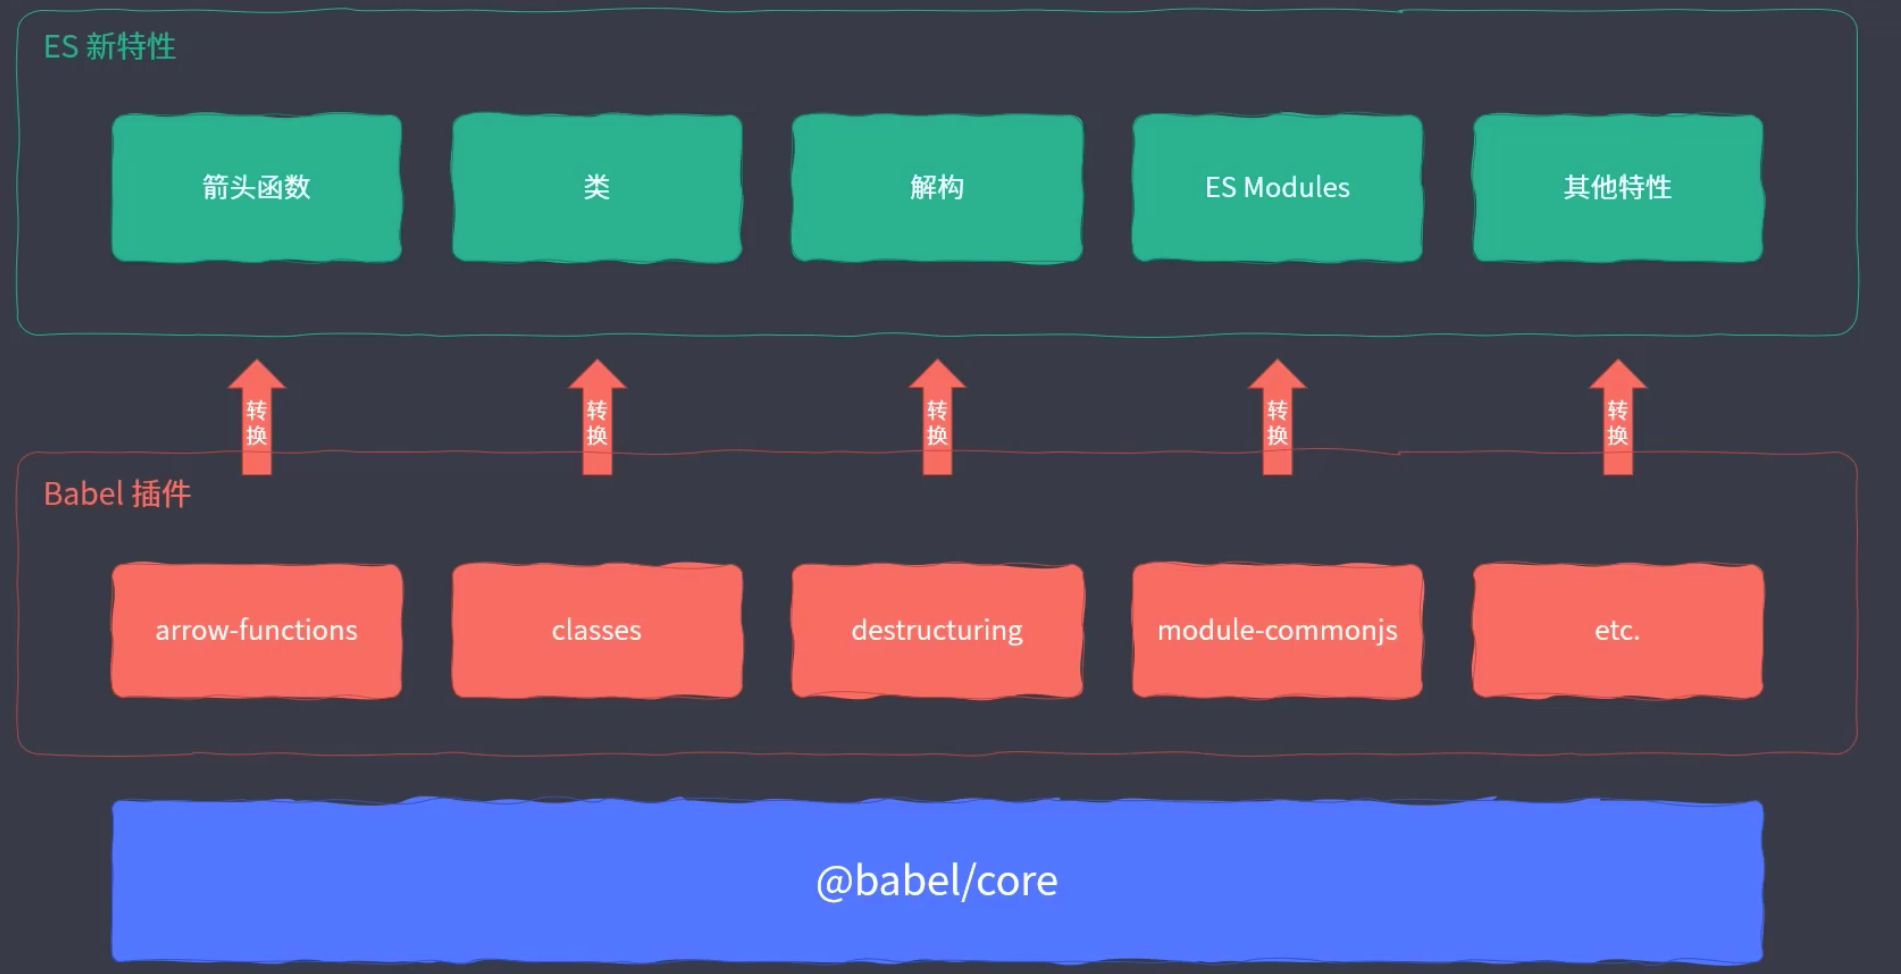 ES 新特性
箭头函数
类
解构
ES Modules
其他特性
转
换
转
换
转
换
转
换
转
换
Babel 插件
arrow-functions
classes
destructuring
module-commonjs
etc.
@babel/core